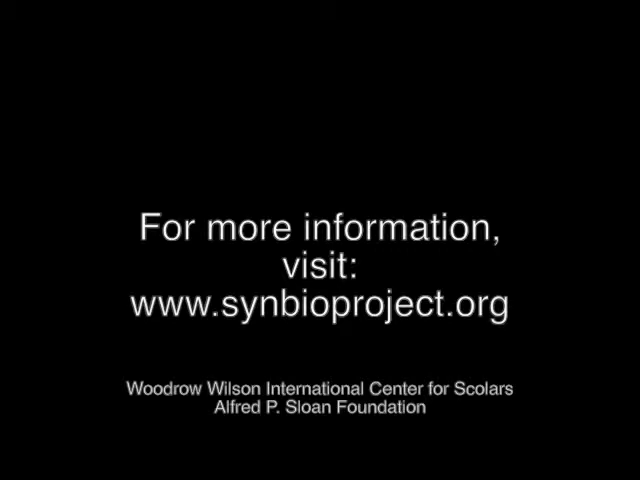 For more information,
visit:
www.synbioproject.org
Woodrow Wilson International Center for Scolars
Alfred P. Sloan Foundation